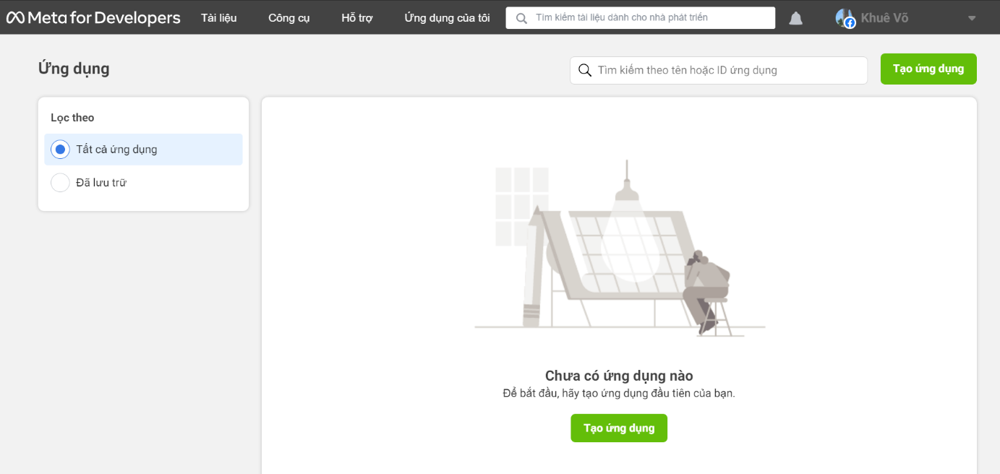 Meta for Developers Tài liệu Công cụ Hỗ trợ Ứng dụng của tôi Tìm kiếm tài liệu dành cho nhà phát triển Khuê Võ
Ứng dụng Tìm kiếm theo tên hoặc ID ứng dụng Tạo ứng dụng
Lọc theo
Tất cả ứng dụng
Đã lưu trữ
Chưa có ứng dụng nào
Để bắt đầu, hãy tạo ứng dụng đầu tiên của bạn.
Tạo ứng dụng